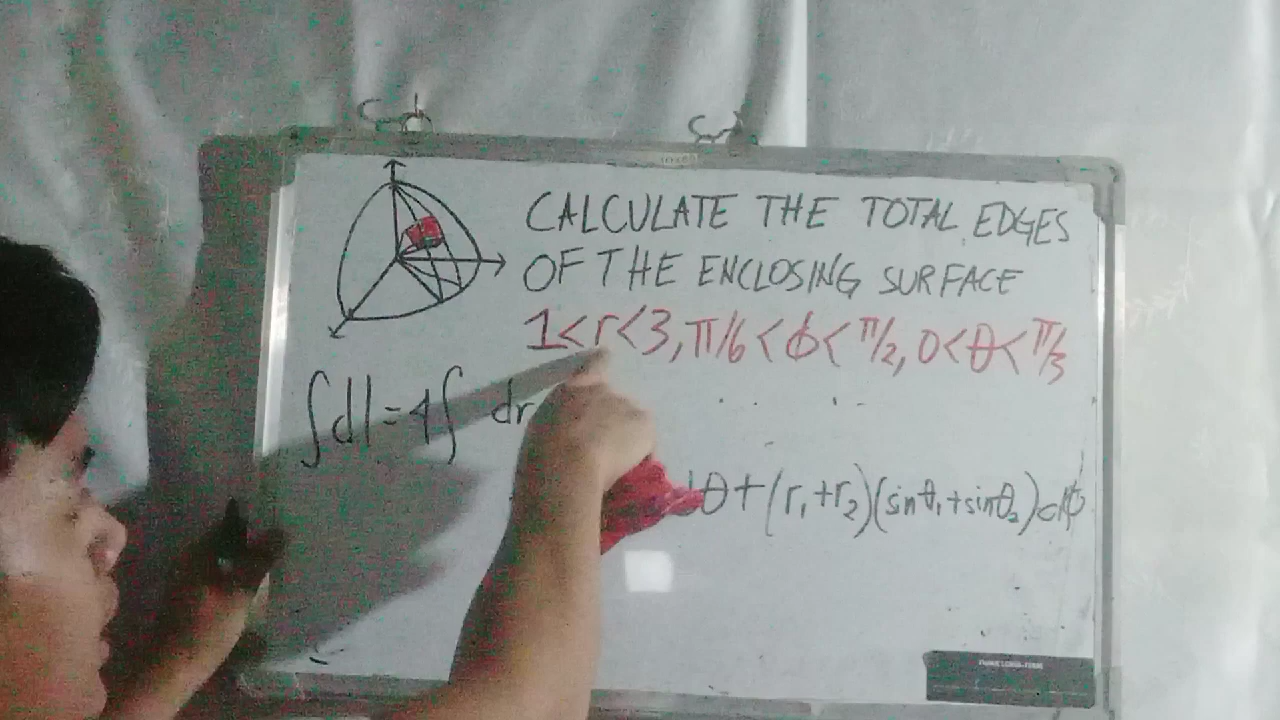 CALCULATE THE TOTAL EDGES
OF THE ENCLOSING SURFACE
1<r<3, π/6<ϕ<π/2, 0<θ<π/3
∫dl=4∫ dr
dθ+(r₁+r₂)(sinθ₁+sinθ₂)dϕ